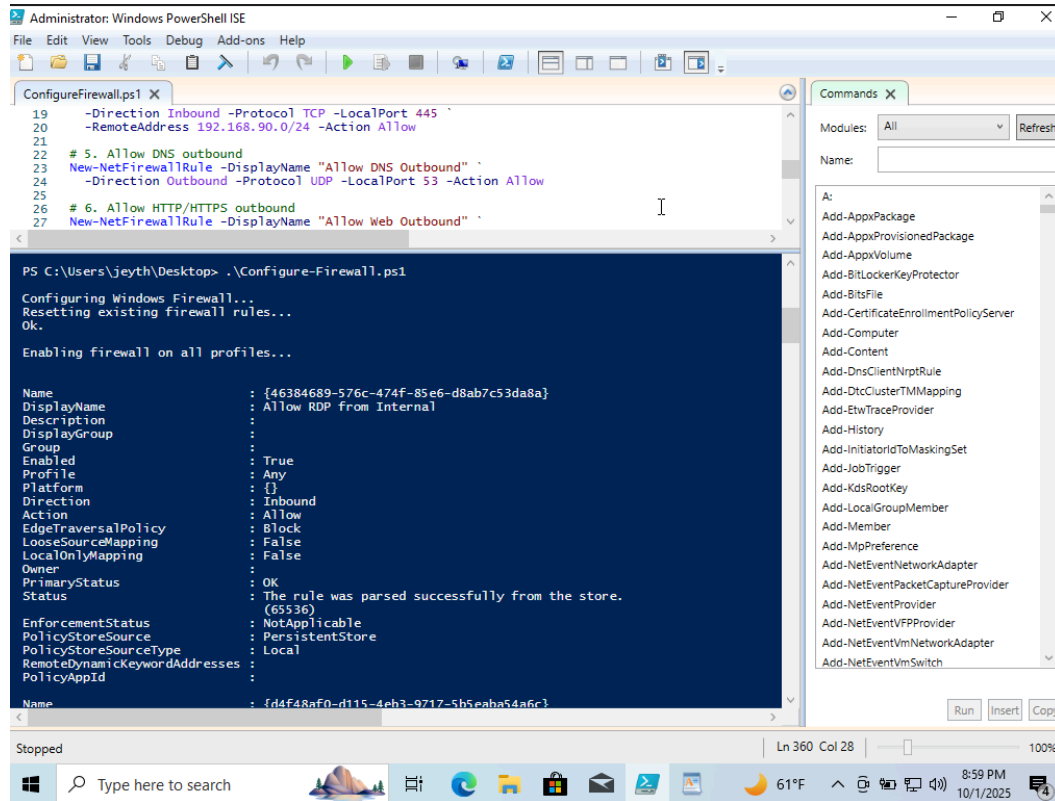 Administrator: Windows PowerShell ISE
File Edit View Tools Debug Add-ons Help
ConfigureFirewall.ps1 X
19 -Direction Inbound -Protocol TCP -LocalPort 445 `
20 -RemoteAddress 192.168.90.0/24 -Action Allow
21
22 # 5. Allow DNS outbound
23 New-NetFirewallRule -DisplayName "Allow DNS Outbound" `
24 -Direction Outbound -Protocol UDP -LocalPort 53 -Action Allow
25
26 # 6. Allow HTTP/HTTPS outbound
27 New-NetFirewallRule -DisplayName "Allow Web Outbound" `
PS C:\Users\jeyth\Desktop> .\Configure-Firewall.ps1
Configuring Windows Firewall...
Resetting existing firewall rules...
Ok.
Enabling firewall on all profiles...
Name : {46384689-576c-474f-85e6-d8ab7c53da8a}
DisplayName : Allow RDP from Internal
Description :
DisplayGroup :
Group :
Enabled : True
Profile : Any
Platform : {}
Direction : Inbound
Action : Allow
EdgeTraversalPolicy : Block
LooseSourceMapping : False
LocalOnlyMapping : False
Owner :
PrimaryStatus : OK
Status : The rule was parsed successfully from the store.
(65536)
EnforcementStatus : NotApplicable
PolicyStoreSource : PersistentStore
PolicyStoreSourceType : Local
RemoteDynamicKeywordAddresses :
PolicyAppId :
Name : {d4f48af0-d115-4eb3-9717-5b5eaba54a6c}
Commands X
Modules: All Refresh
Name:
A:
Add-AppxPackage
Add-AppxProvisionedPackage
Add-AppxVolume
Add-BitLockerKeyProtector
Add-BitsFile
Add-CertificateEnrollmentPolicyServer
Add-Computer
Add-Content
Add-DnsClientNrptRule
Add-DtcClusterTMMapping
Add-EtwTraceProvider
Add-History
Add-InitiatorIdToMaskingSet
Add-JobTrigger
Add-KdsRootKey
Add-LocalGroupMember
Add-Member
Add-MpPreference
Add-NetEventNetworkAdapter
Add-NetEventPacketCaptureProvider
Add-NetEventProvider
Add-NetEventVFPProvider
Add-NetEventVmNetworkAdapter
Add-NetEventVmSwitch
Run Insert Copy
Stopped Ln 360 Col 28 100%
Type here to search 61°F 8:59 PM
10/1/2025 4